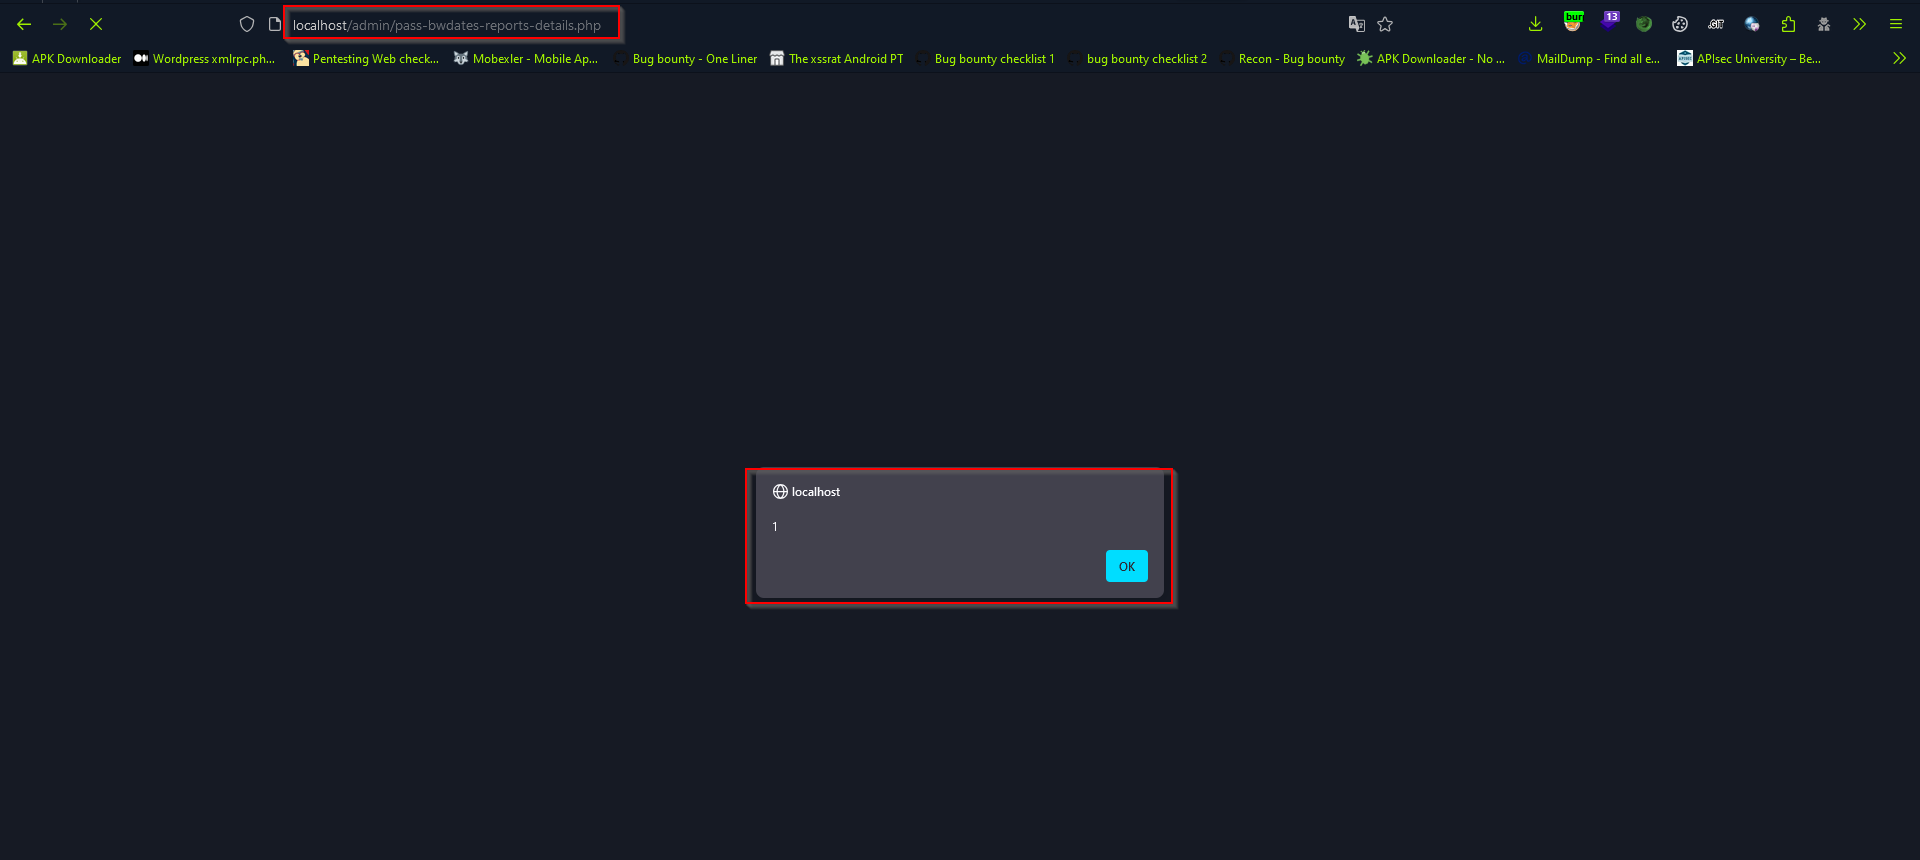 localhost/admin/pass-bwdates-reports-details.php
bur
13
.GIT
APK Downloader Wordpress xmlrpc.ph... Pentesting Web check... Mobexler - Mobile Ap... Bug bounty - One Liner The xssrat Android PT Bug bounty checklist 1 bug bounty checklist 2 Recon - Bug bounty APK Downloader - No ... MailDump - Find all e... APIsec University – Be...
localhost
1
OK